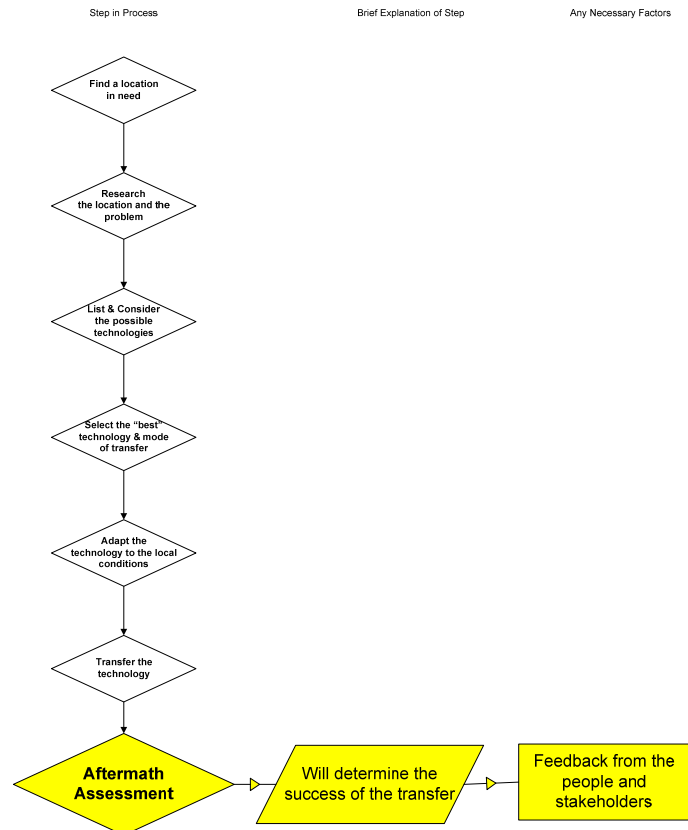 Step in Process
Brief Explanation of Step
Any Necessary Factors
Find a location
in need
Research
the location and the
problem
List & Consider
the possible
technologies
Select the “best”
technology & mode
of transfer
Adapt the
technology to the local
conditions
Transfer the
technology
Aftermath
Assessment
Will determine the
success of the transfer
Feedback from the
people and
stakeholders